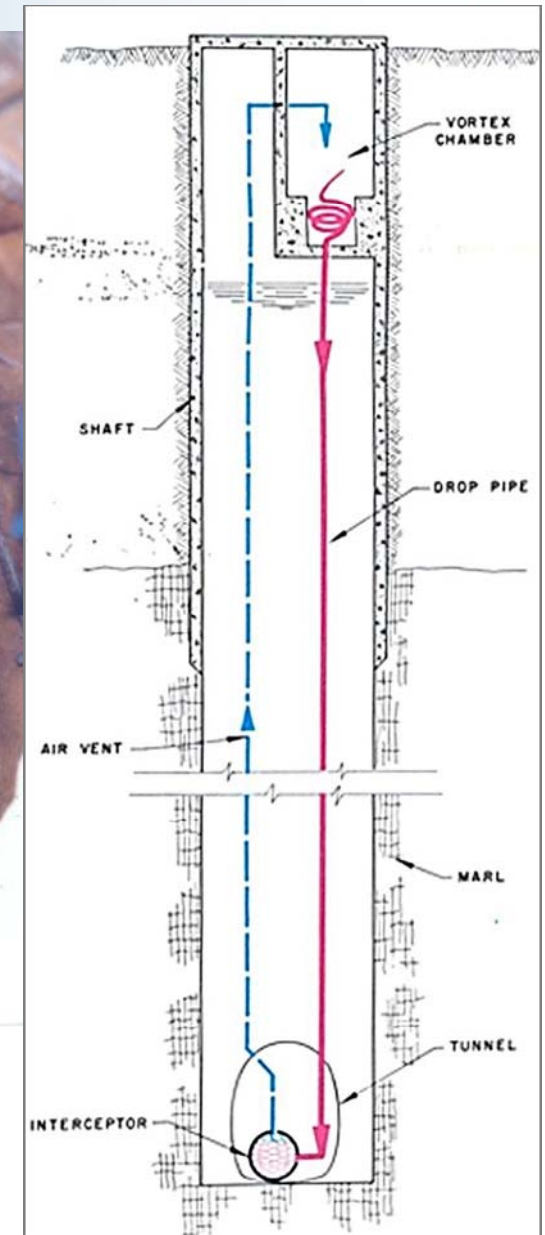 VORTEX
CHAMBER
SHAFT
DROP PIPE
AIR VENT
MARL
TUNNEL
INTERCEPTOR